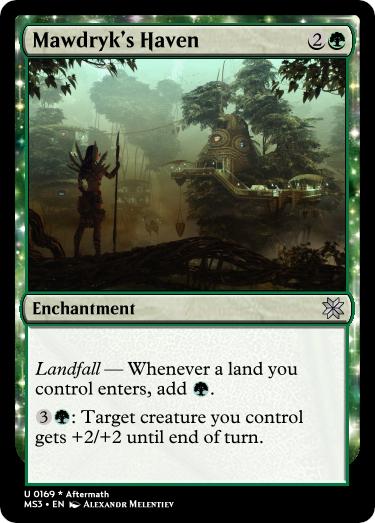 Mawdryk's Haven 2
Enchantment
Landfall — Whenever a land you
control enters, add .
3 : Target creature you control
gets +2/+2 until end of turn.
U 0169 * Aftermath
MS3 • EN Alexandr Melentiev